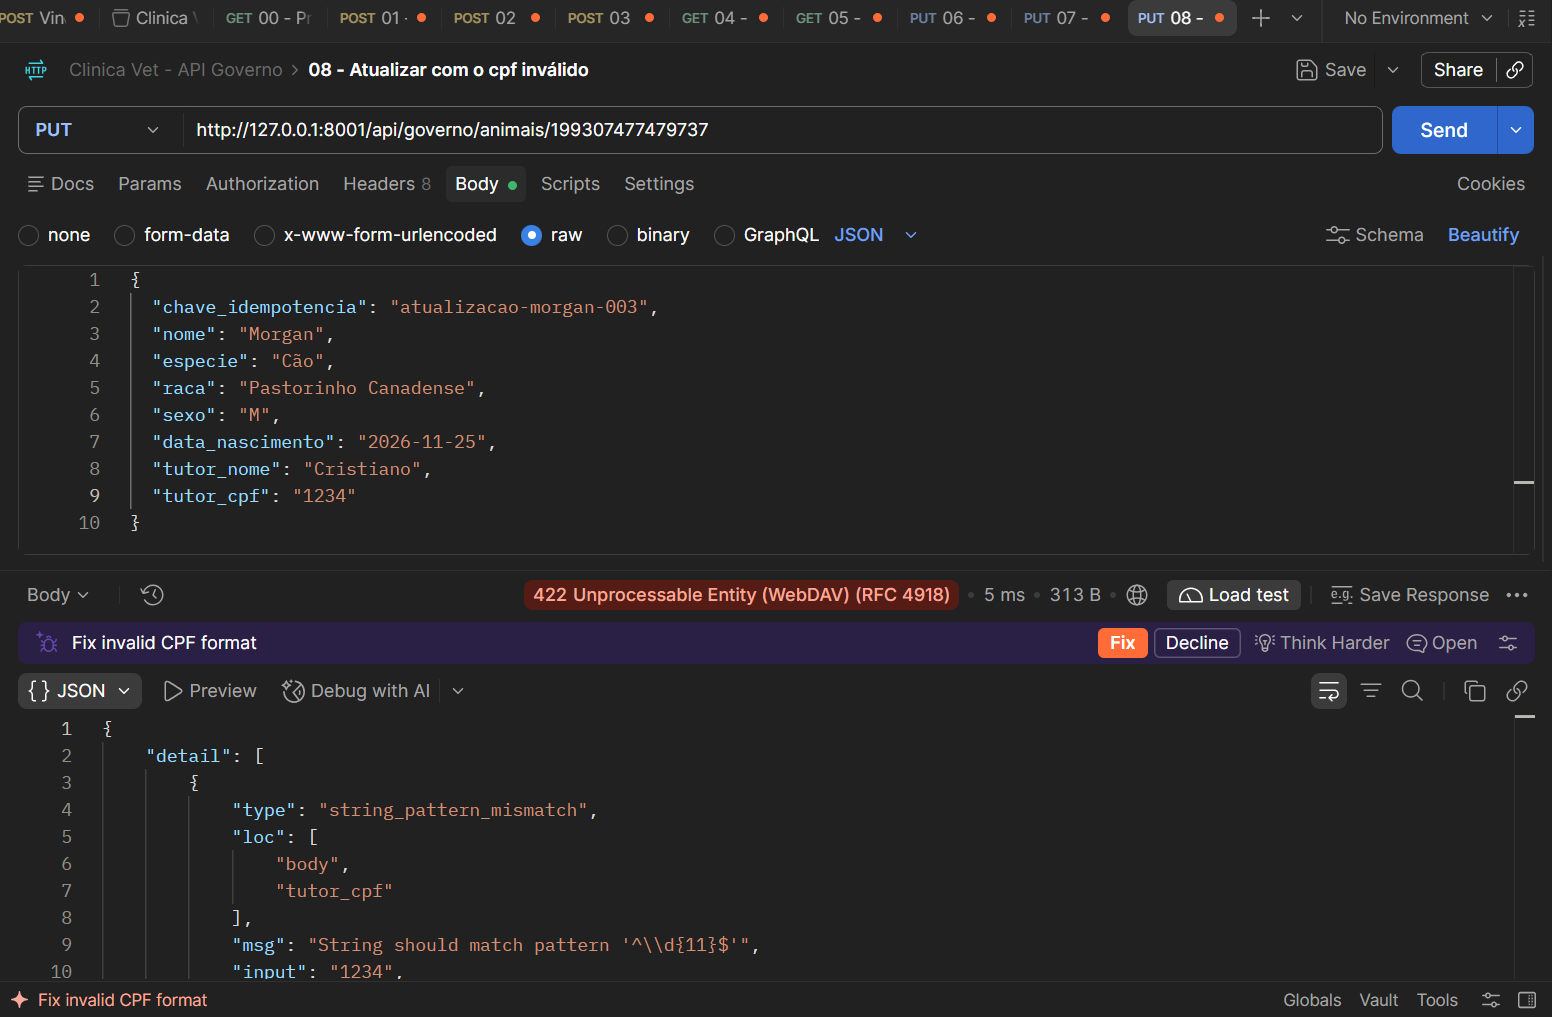 POST Vin
Clinica
GET 00 - Pr
POST 01 -
POST 02
POST 03
GET 04 -
GET 05 -
PUT 06 -
PUT 07 -
PUT 08 -
No Environment
HTTP Clinica Vet - API Governo > 08 - Atualizar com o cpf inválido
Save
Share
PUT
http://127.0.0.1:8001/api/governo/animais/199307477479737
Send
Docs Params Authorization Headers 8 Body Scripts Settings Cookies
none form-data x-www-form-urlencoded raw binary GraphQL JSON Schema Beautify
1 {
2 "chave_idempotencia": "atualizacao-morgan-003",
3 "nome": "Morgan",
4 "especie": "Cão",
5 "raca": "Pastorinho Canadense",
6 "sexo": "M",
7 "data_nascimento": "2026-11-25",
8 "tutor_nome": "Cristiano",
9 "tutor_cpf": "1234"
10 }
Body 422 Unprocessable Entity (WebDAV) (RFC 4918) • 5 ms • 313 B • Load test e.g. Save Response
Fix invalid CPF format Fix Decline Think Harder Open
{} JSON Preview Debug with AI
1 {
2 "detail": [
3 {
4 "type": "string_pattern_mismatch",
5 "loc": [
6 "body",
7 "tutor_cpf"
8 ],
9 "msg": "String should match pattern '^\\d{11}$'",
10 "input": "1234",
Fix invalid CPF format Globals Vault Tools